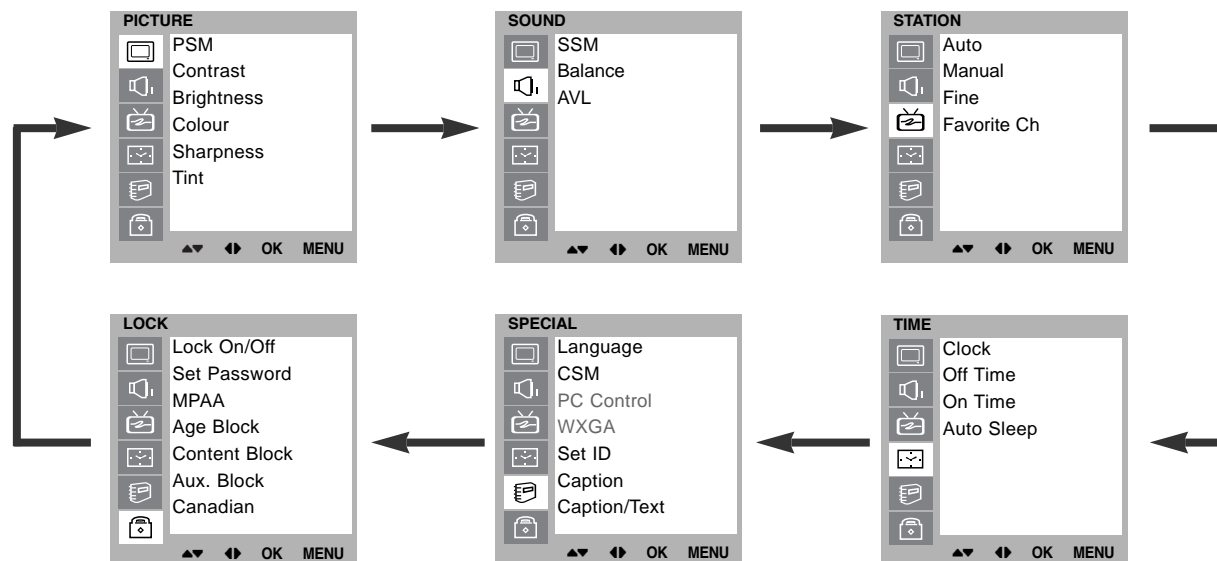 PICTURE
PSM
Contrast
Brightness
Colour
Sharpness
Tint
OK MENU
SOUND
SSM
Balance
AVL
OK MENU
STATION
Auto
Manual
Fine
Favorite Ch
OK MENU
LOCK
Lock On/Off
Set Password
MPAA
Age Block
Content Block
Aux. Block
Canadian
OK MENU
SPECIAL
Language
CSM
PC Control
WXGA
Set ID
Caption
Caption/Text
OK MENU
TIME
Clock
Off Time
On Time
Auto Sleep
OK MENU